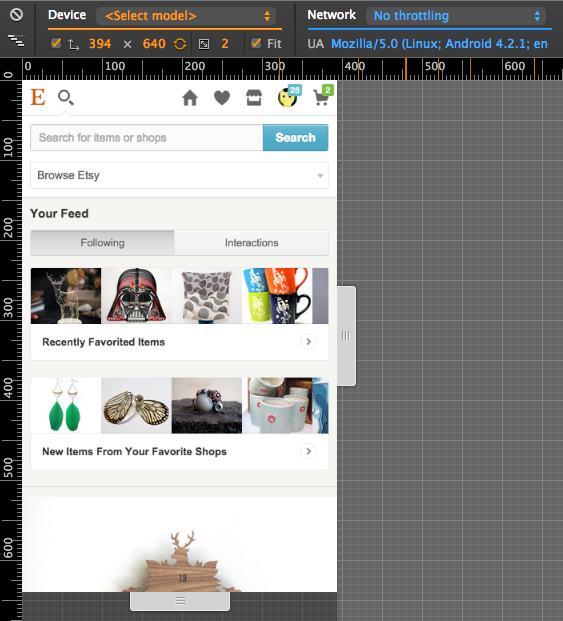 Device <Select model> Network No throttling
394 × 640 2 Fit UA Mozilla/5.0 (Linux; Android 4.2.1; en-
0 100 200 300 400 500 600
0
100
200
300
400
500
600
E 28 2
Search for items or shops Search
Browse Etsy
Your Feed
Following Interactions
Recently Favorited Items
New Items From Your Favorite Shops
12